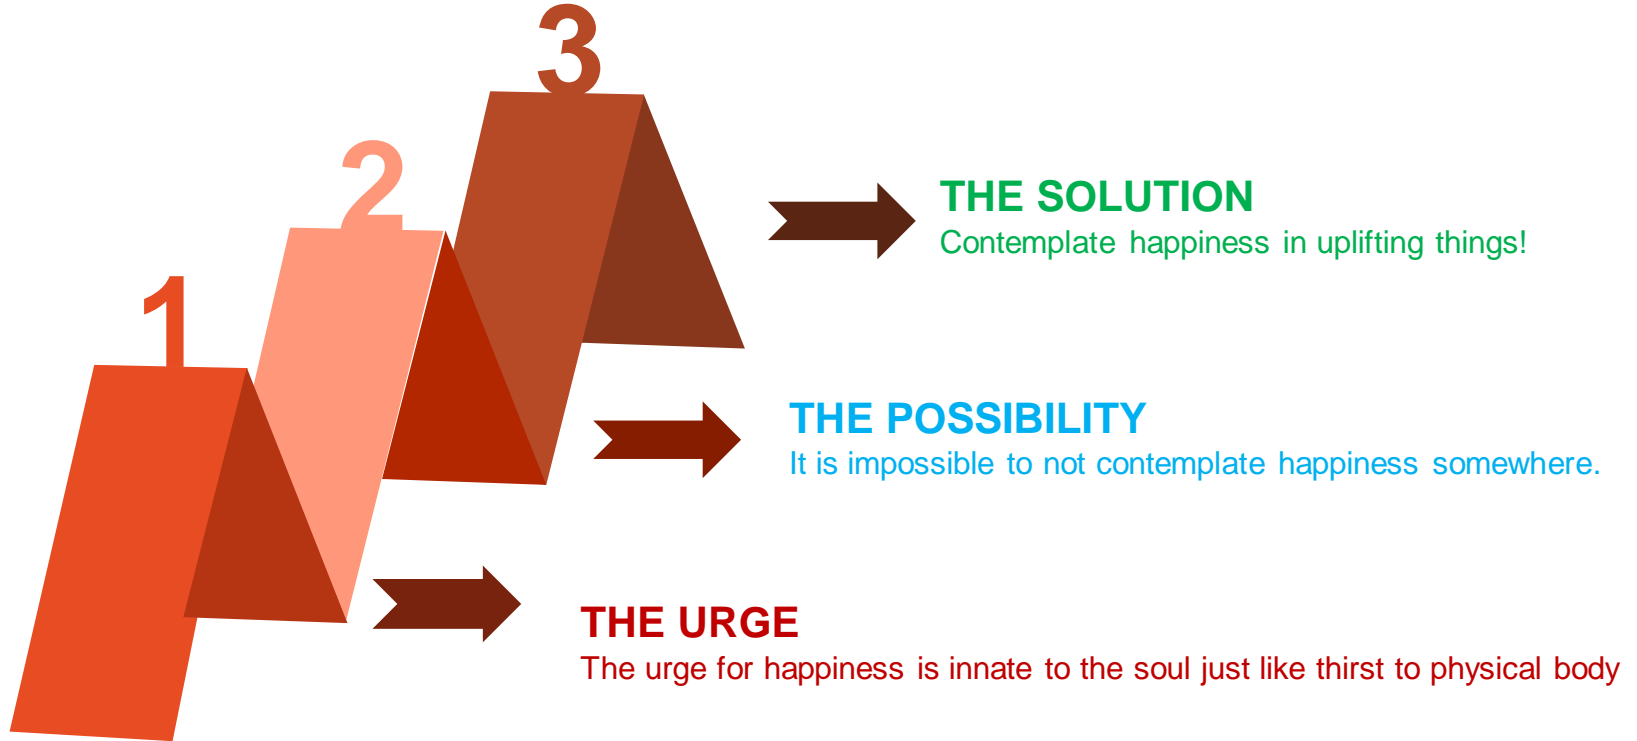 3
THE SOLUTION
Contemplate happiness in uplifting things!
2
THE POSSIBILITY
It is impossible to not contemplate happiness somewhere.
1
THE URGE
The urge for happiness is innate to the soul just like thirst to physical body